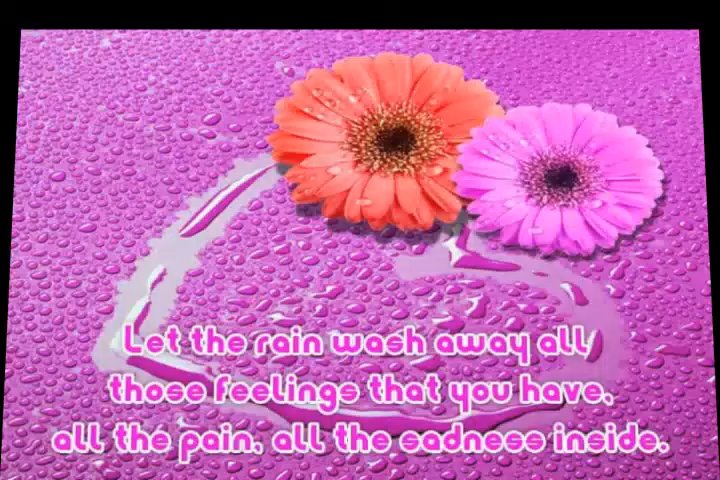 Let the rain wash away all
those feelings that you have,
all the pain, all the sadness inside.